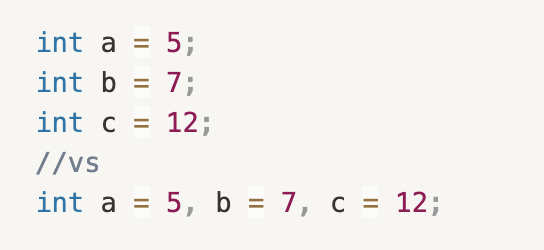 int a = 5;
int b = 7;
int c = 12;
//vs
int a = 5, b = 7, c = 12;